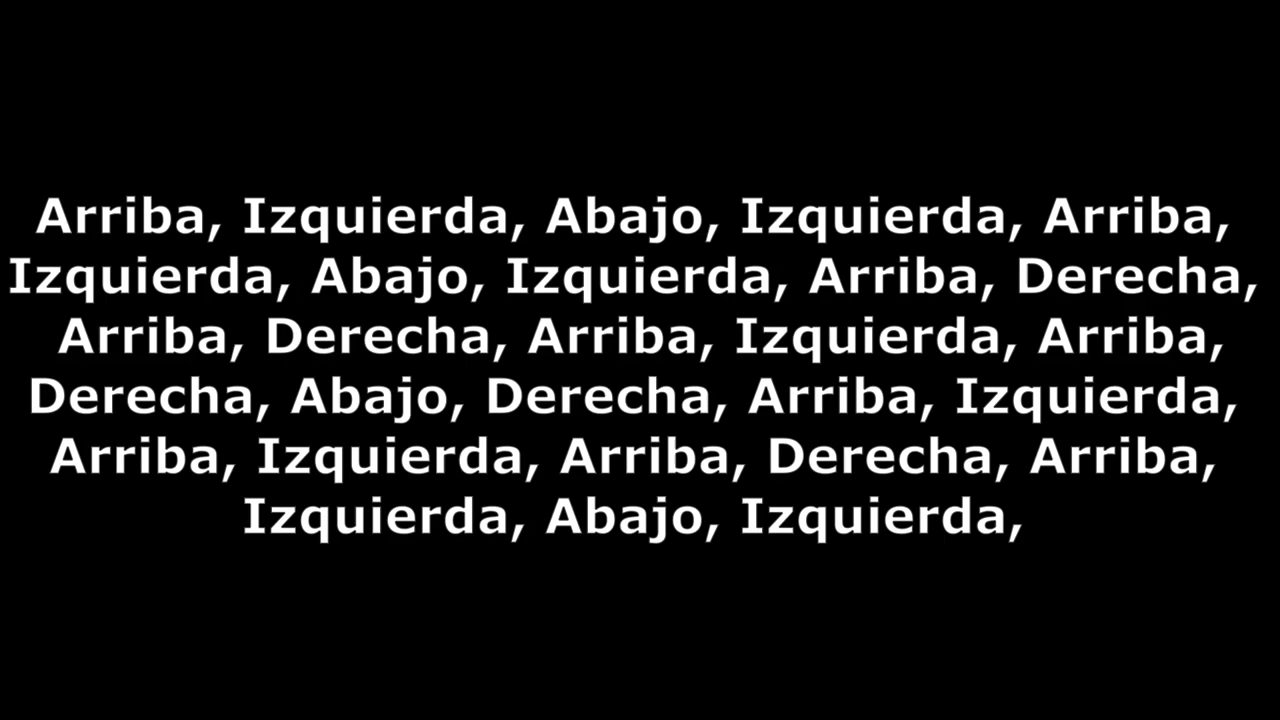 Arriba, Izquierda, Abajo, Izquierda, Arriba,
Izquierda, Abajo, Izquierda, Arriba, Derecha,
Arriba, Derecha, Arriba, Izquierda, Arriba,
Derecha, Abajo, Derecha, Arriba, Izquierda,
Arriba, Izquierda, Arriba, Derecha, Arriba,
Izquierda, Abajo, Izquierda,